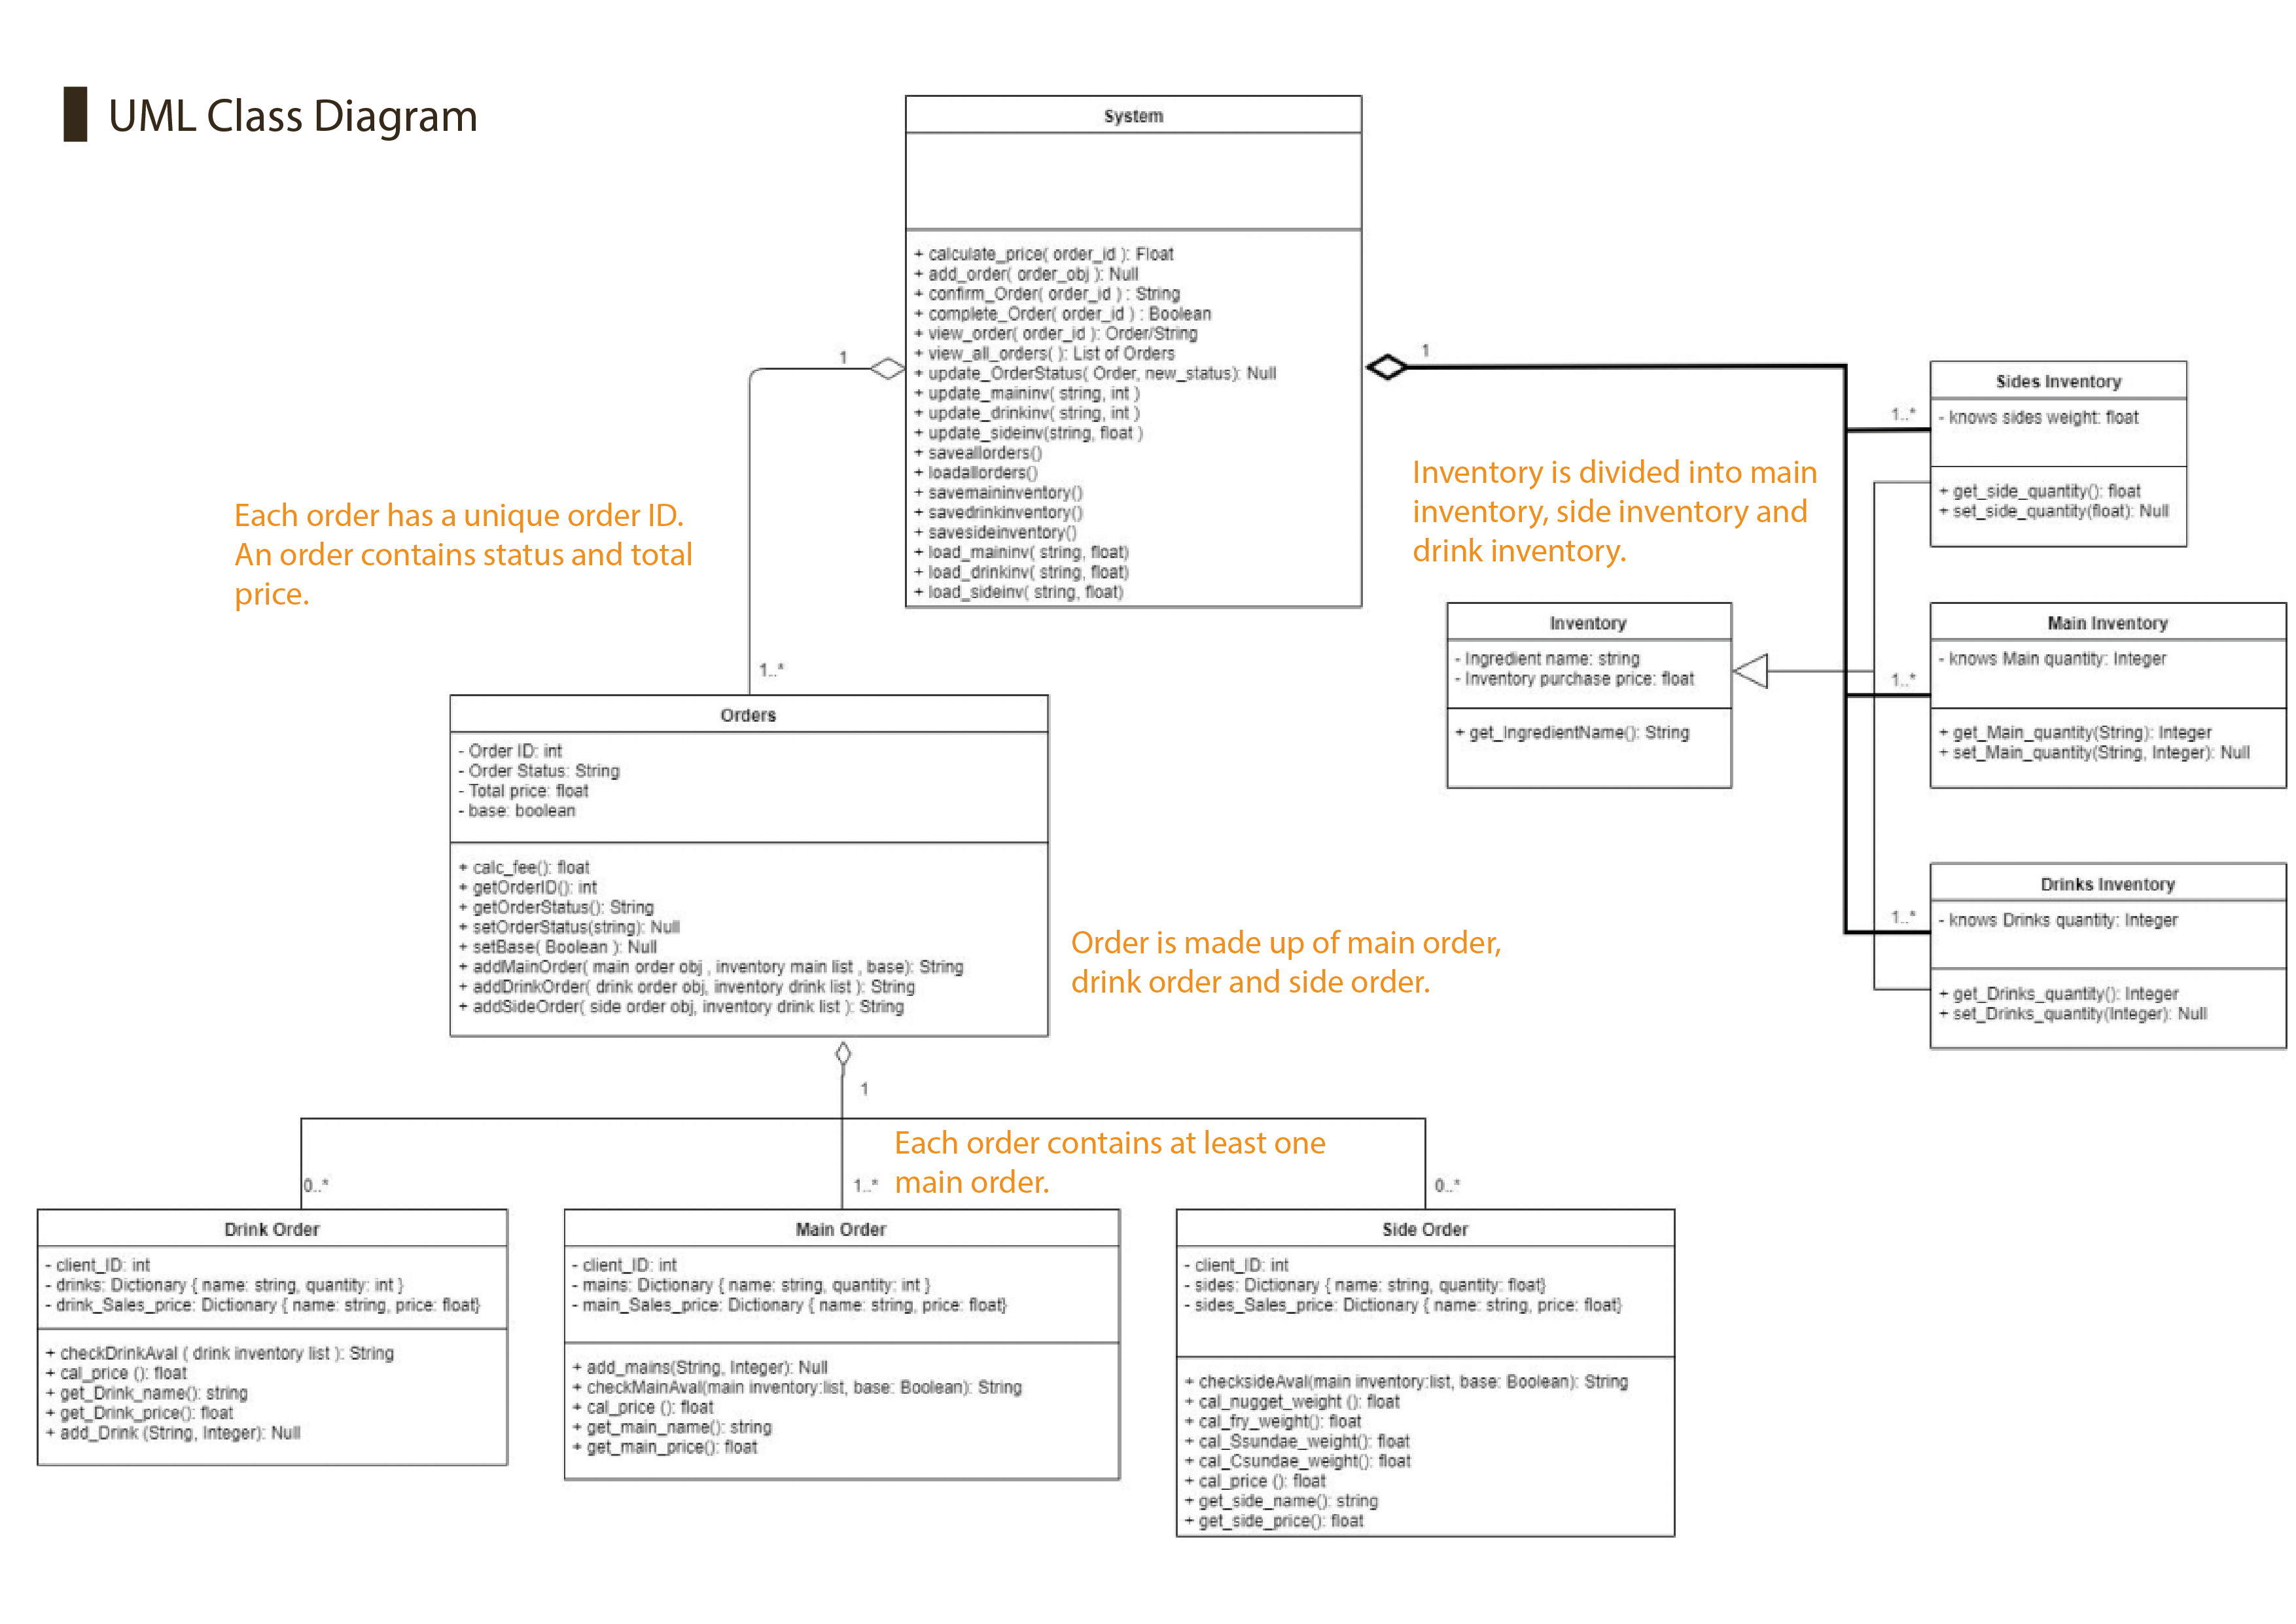 UML Class Diagram
System
+ calculate_price( order_id ): Float
+ add_order( order_obj ): Null
+ confirm_Order( order_id ) : String
+ complete_Order( order_id ) : Boolean
+ view_order( order_id ): Order/String
+ view_all_orders( ): List of Orders
+ update_OrderStatus( Order, new_status): Null
+ update_maininv( string, int )
+ update_drinkinv( string, int )
+ update_sideinv(string, float )
+ saveallorders()
+ loadallorders()
+ savemaininventory()
+ savedrinkinventory()
+ savesideinventory()
+ load_maininv( string, float)
+ load_drinkinv( string, float)
+ load_sideinv( string, float)
1
1..*
Each order has a unique order ID.
An order contains status and total
price.
1
Inventory is divided into main
inventory, side inventory and
drink inventory.
1..*
Sides Inventory
- knows sides weight: float
+ get_side_quantity(): float
+ set_side_quantity(float): Null
Inventory
- Ingredient name: string
- Inventory purchase price: float
+ get_IngredientName(): String
1..*
Main Inventory
- knows Main quantity: Integer
+ get_Main_quantity(String): Integer
+ set_Main_quantity(String, Integer): Null
1..*
Drinks Inventory
- knows Drinks quantity: Integer
+ get_Drinks_quantity(): Integer
+ set_Drinks_quantity(Integer): Null
Orders
- Order ID: int
- Order Status: String
- Total price: float
- base: boolean
+ calc_fee(): float
+ getOrderID(): int
+ getOrderStatus(): String
+ setOrderStatus(string): Null
+ setBase( Boolean ): Null
+ addMainOrder( main order obj , inventory main list , base): String
+ addDrinkOrder( drink order obj, inventory drink list ): String
+ addSideOrder( side order obj, inventory drink list ): String
Order is made up of main order,
drink order and side order.
1
Each order contains at least one
main order.
0..*
1..*
0..*
Drink Order
- client_ID: int
- drinks: Dictionary { name: string, quantity: int }
- drink_Sales_price: Dictionary { name: string, price: float}
+ checkDrinkAval ( drink inventory list ): String
+ cal_price (): float
+ get_Drink_name(): string
+ get_Drink_price(): float
+ add_Drink (String, Integer): Null
Main Order
- client_ID: int
- mains: Dictionary { name: string, quantity: int }
- main_Sales_price: Dictionary { name: string, price: float}
+ add_mains(String, Integer): Null
+ checkMainAval(main inventory:list, base: Boolean): String
+ cal_price (): float
+ get_main_name(): string
+ get_main_price(): float
Side Order
- client_ID: int
- sides: Dictionary { name: string, quantity: float}
- sides_Sales_price: Dictionary { name: string, price: float}
+ checksideAval(main inventory:list, base: Boolean): String
+ cal_nugget_weight (): float
+ cal_fry_weight(): float
+ cal_Ssundae_weight(): float
+ cal_Csundae_weight(): float
+ cal_price (): float
+ get_side_name(): string
+ get_side_price(): float